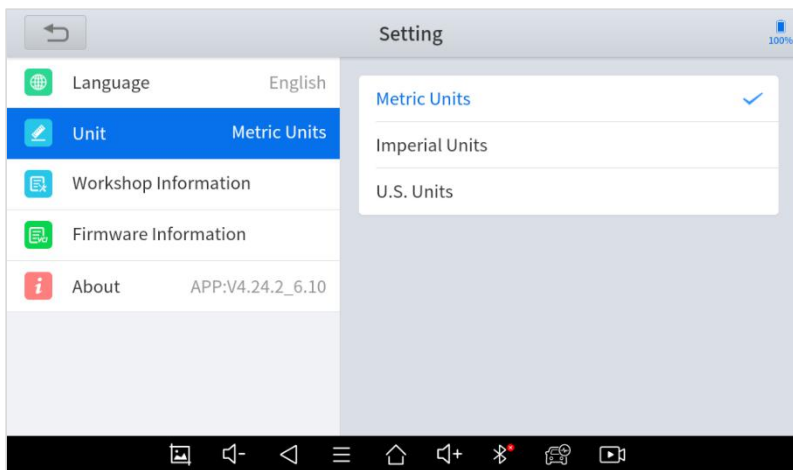 Setting
100%
Language English
Unit Metric Units
Workshop Information
Firmware Information
About APP:V4.24.2_6.10
Metric Units
Imperial Units
U.S. Units